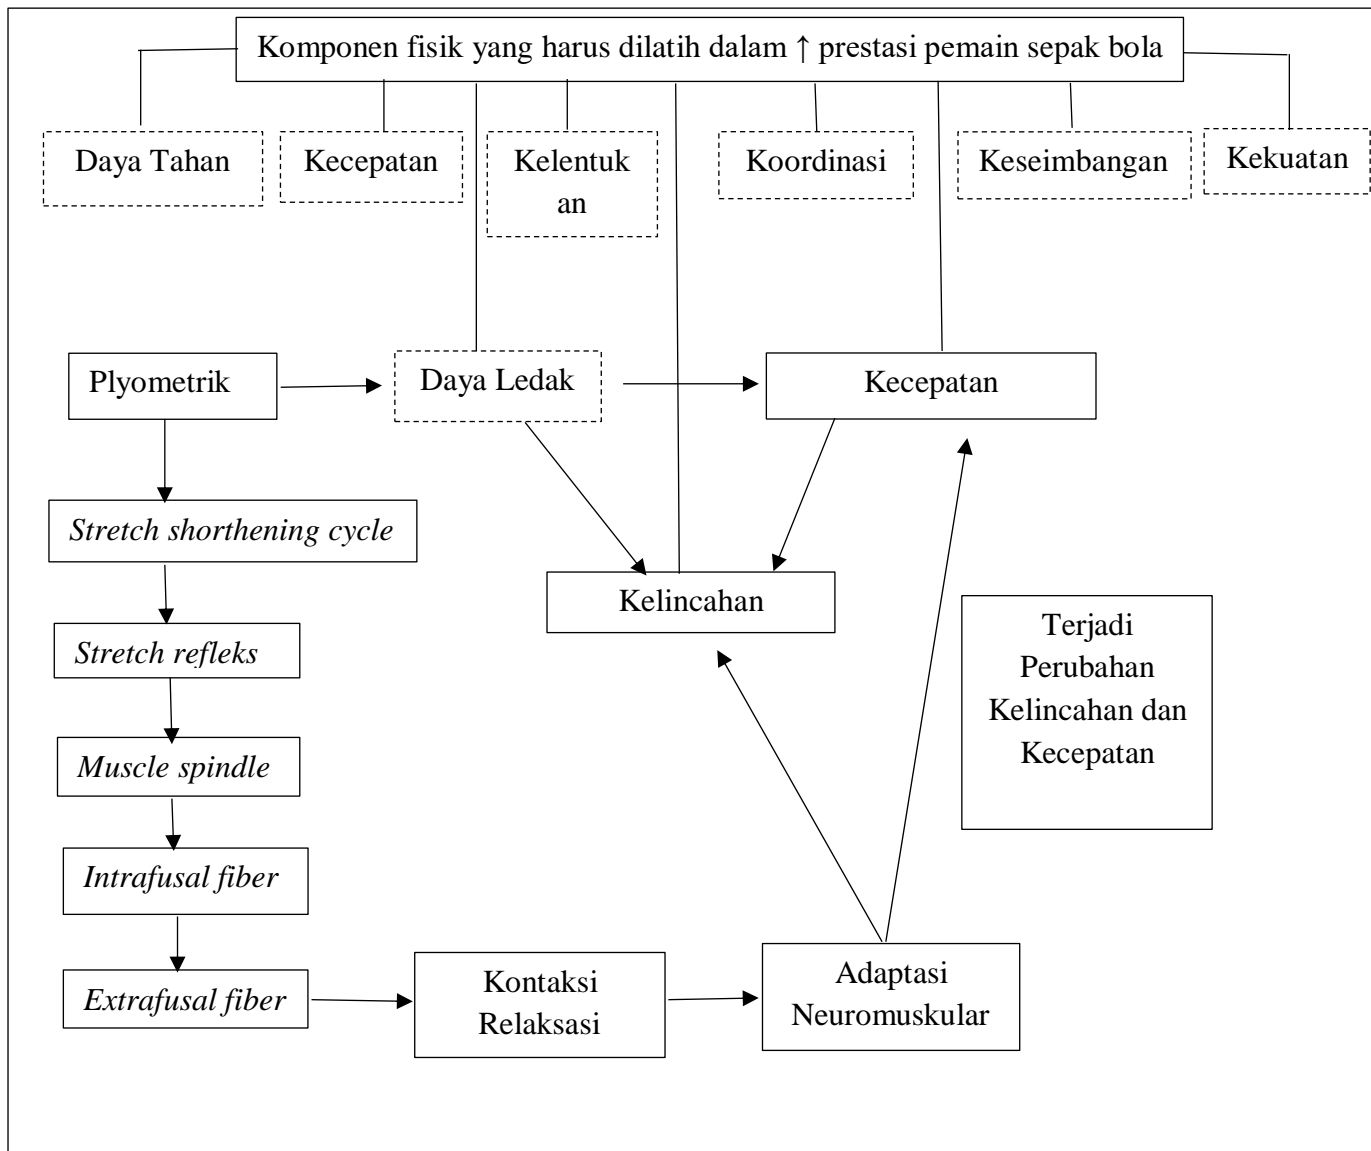 Komponen fisik yang harus dilatih dalam ↑ prestasi pemain sepak bola
Daya Tahan
Kecepatan
Kelentuk
an
Koordinasi
Keseimbangan
Kekuatan
Plyometrik
Daya Ledak
Kecepatan
Stretch shorthening cycle
Kelincahan
Stretch refleks
Terjadi
Perubahan
Kelincahan dan
Kecepatan
Muscle spindle
Intrafusal fiber
Extrafusal fiber
Kontaksi
Relaksasi
Adaptasi
Neuromuskular